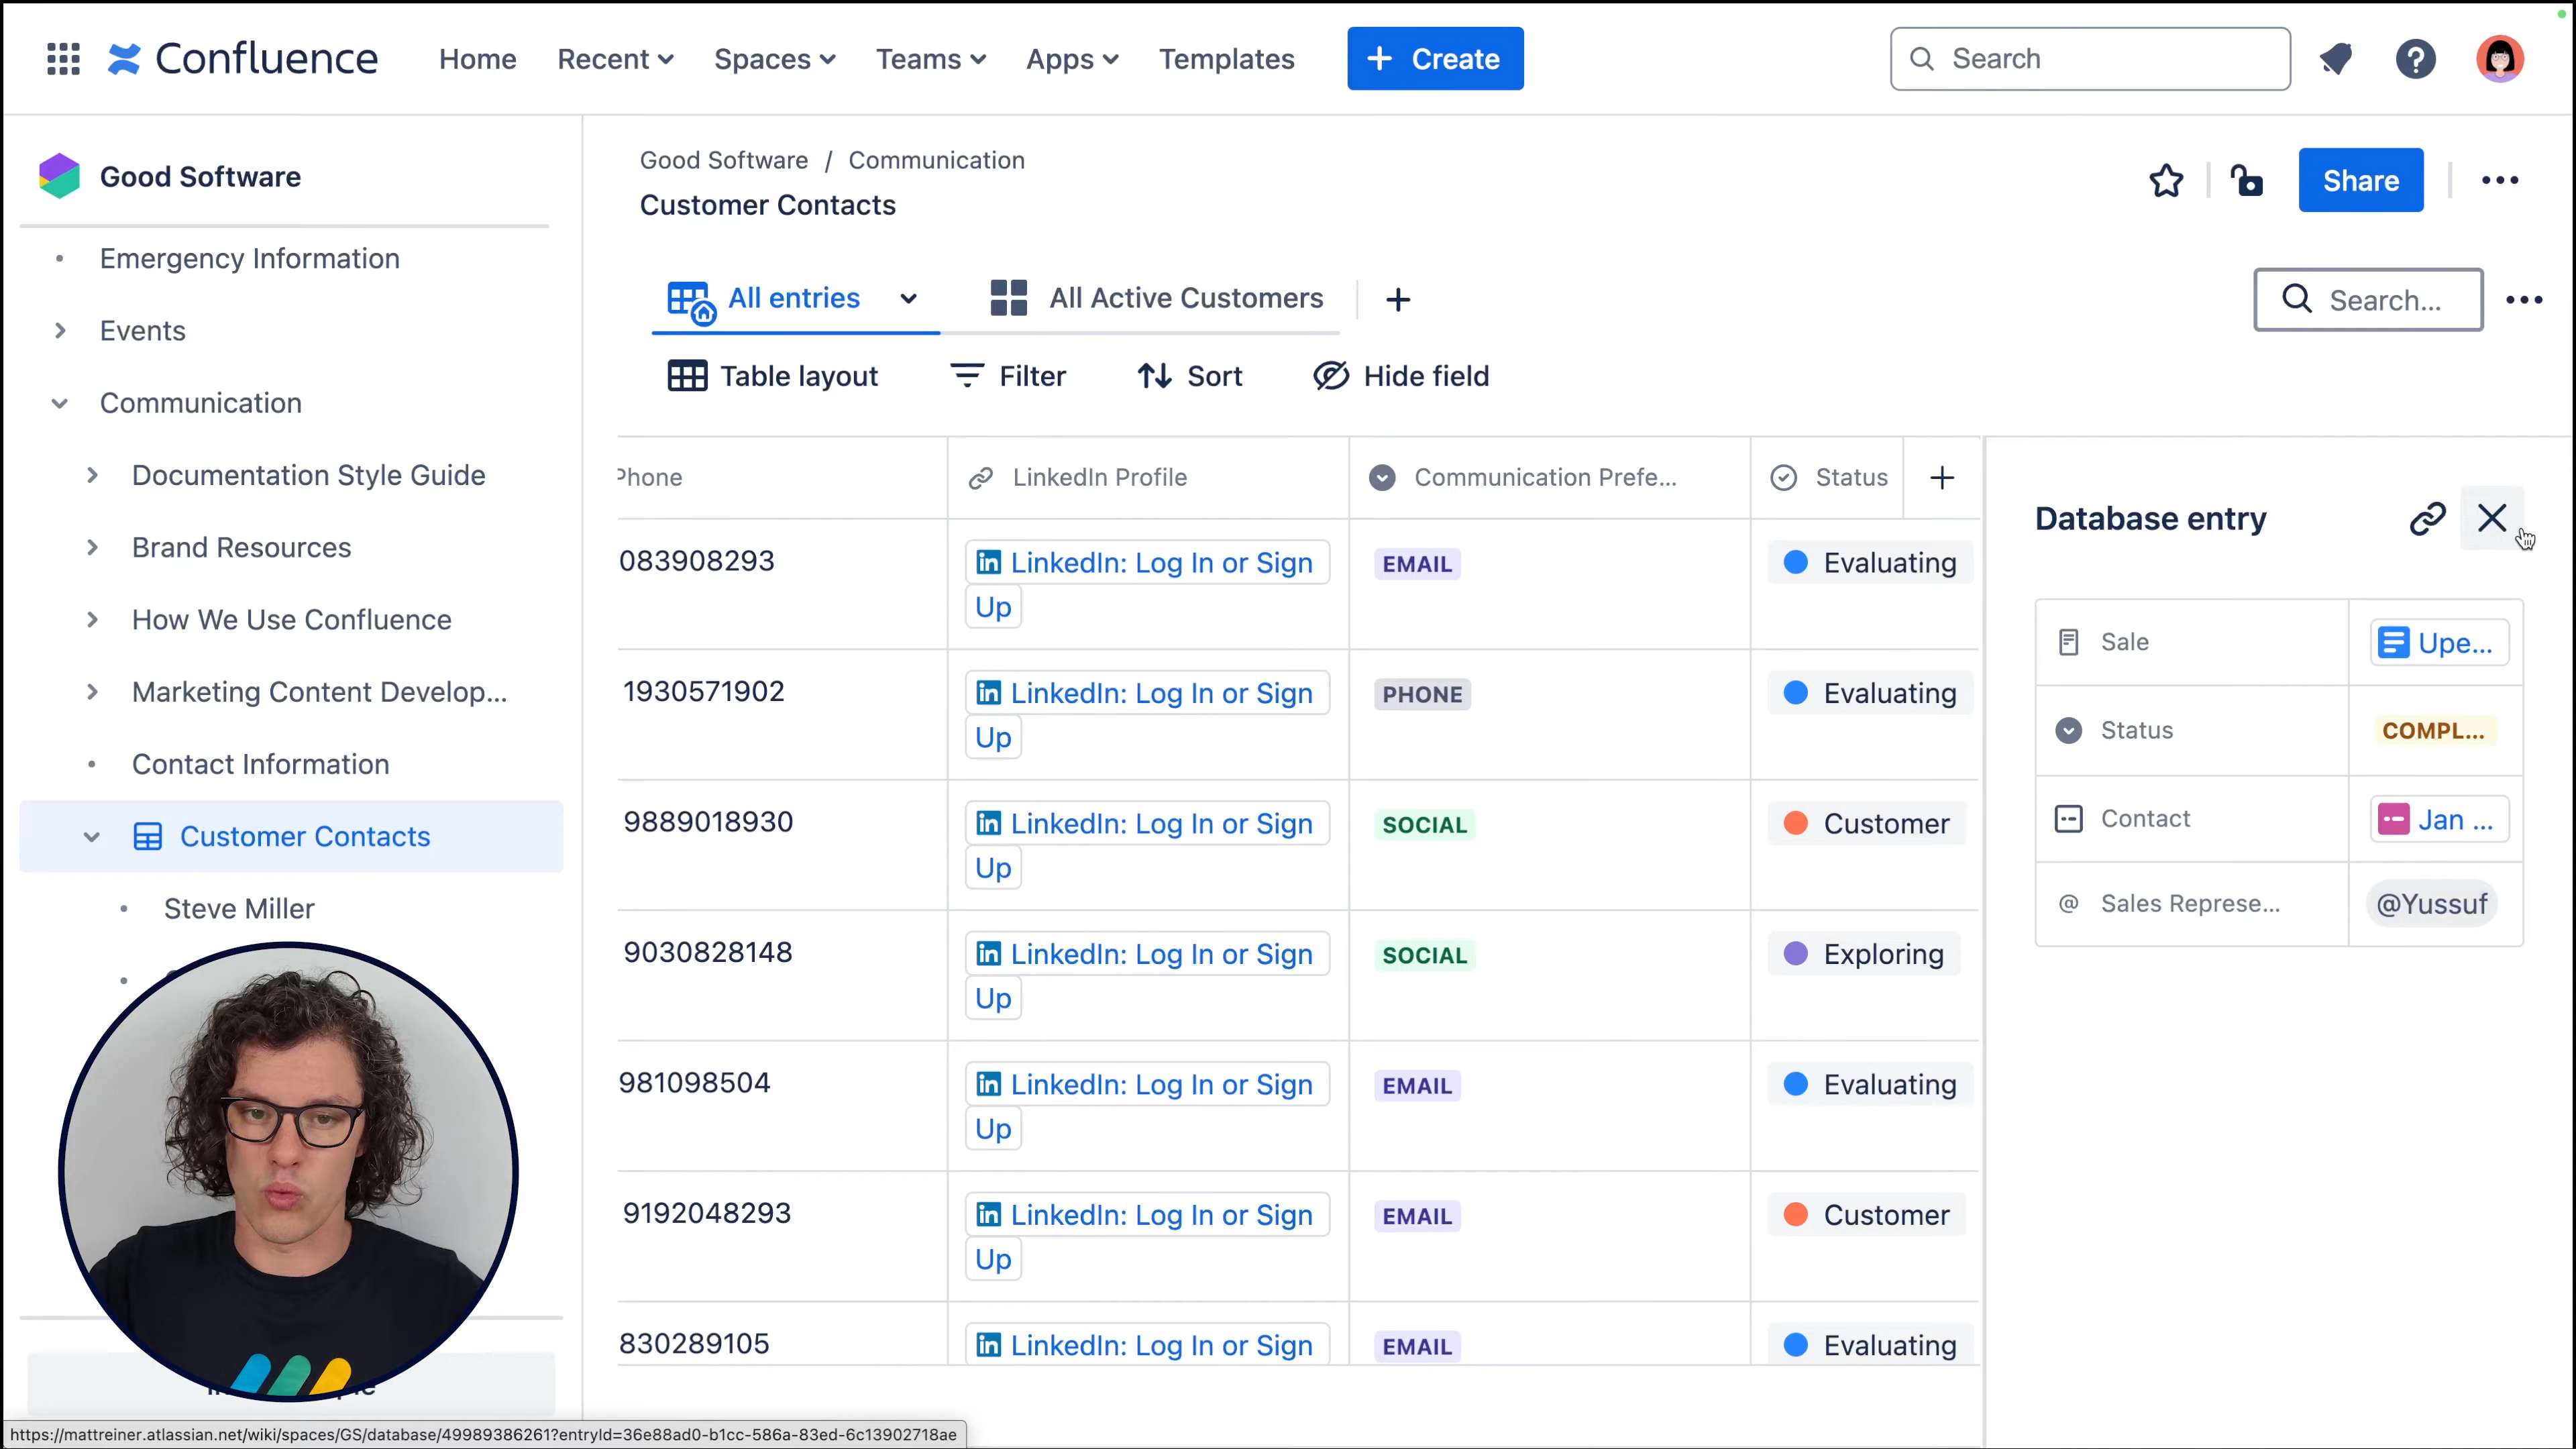 Confluence
Home Recent Spaces Teams Apps Templates
+ Create
Search
Good Software
Emergency Information
Events
Communication
Documentation Style Guide
Brand Resources
How We Use Confluence
Marketing Content Develop...
Contact Information
Customer Contacts
Steve Miller
Good Software / Communication
Customer Contacts
Share
All entries
All Active Customers
Search...
Table layout Filter Sort Hide field
Phone LinkedIn Profile Communication Prefe... Status
083908293 LinkedIn: Log In or Sign EMAIL Evaluating
Up
1930571902 LinkedIn: Log In or Sign PHONE Evaluating
Up
9889018930 LinkedIn: Log In or Sign SOCIAL Customer
Up
9030828148 LinkedIn: Log In or Sign SOCIAL Exploring
Up
981098504 LinkedIn: Log In or Sign EMAIL Evaluating
Up
9192048293 LinkedIn: Log In or Sign EMAIL Customer
Up
830289105 LinkedIn: Log In or Sign EMAIL Evaluating
Database entry
Sale Upe...
Status COMPL...
Contact Jan ...
@ Sales Represe... @Yussuf
https://mattreiner.atlassian.net/wiki/spaces/GS/database/49989386261?entryId=36e88ad0-b1cc-586a-83ed-6c13902718ae